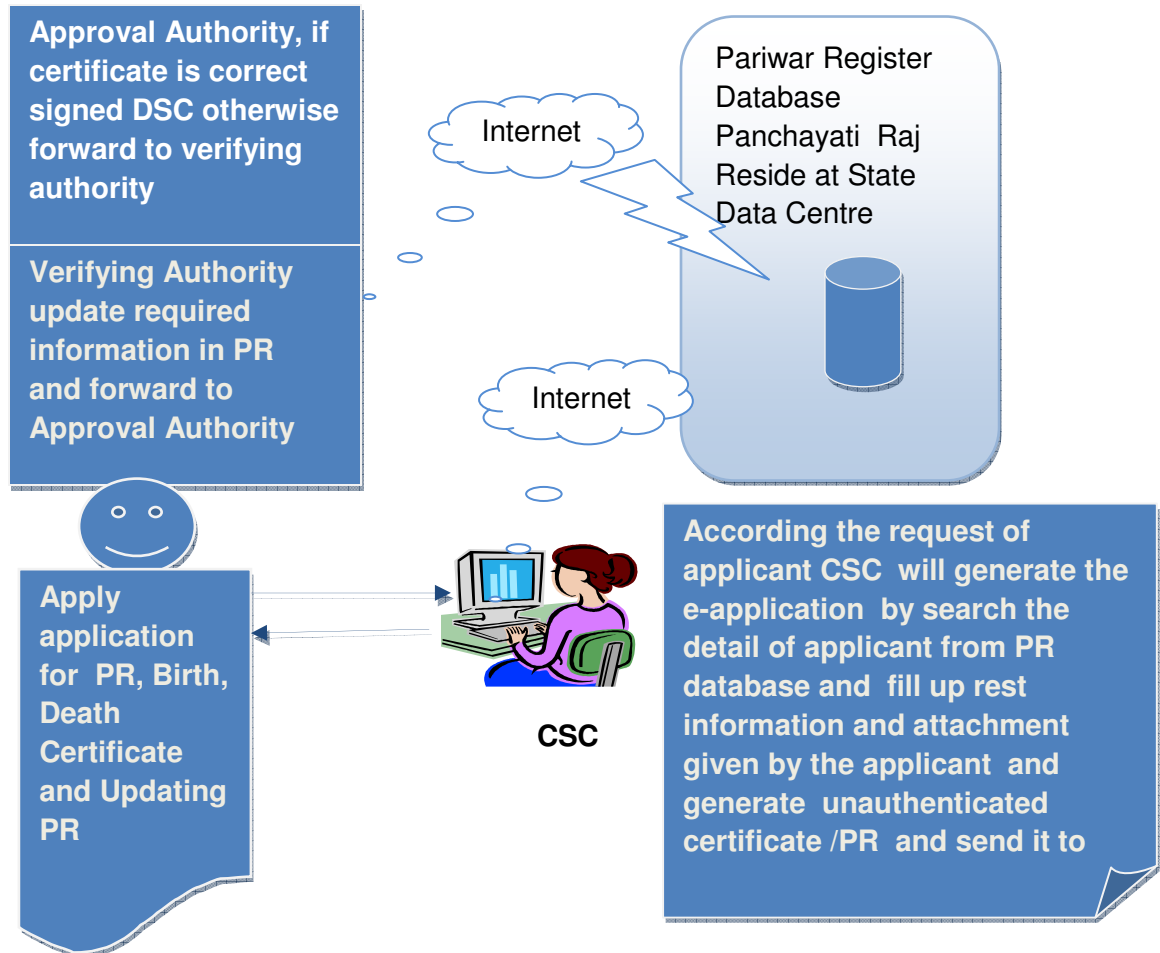 Approval Authority, if
certificate is correct
signed DSC otherwise
forward to verifying
authority
Verifying Authority
update required
information in PR
and forward to
Approval Authority
Internet
Pariwar Register
Database
Panchayati Raj
Reside at State
Data Centre
Internet
Apply
application
for PR, Birth,
Death
Certificate
and Updating
PR
CSC
According the request of
applicant CSC will generate the
e-application by search the
detail of applicant from PR
database and fill up rest
information and attachment
given by the applicant and
generate unauthenticated
certificate /PR and send it to